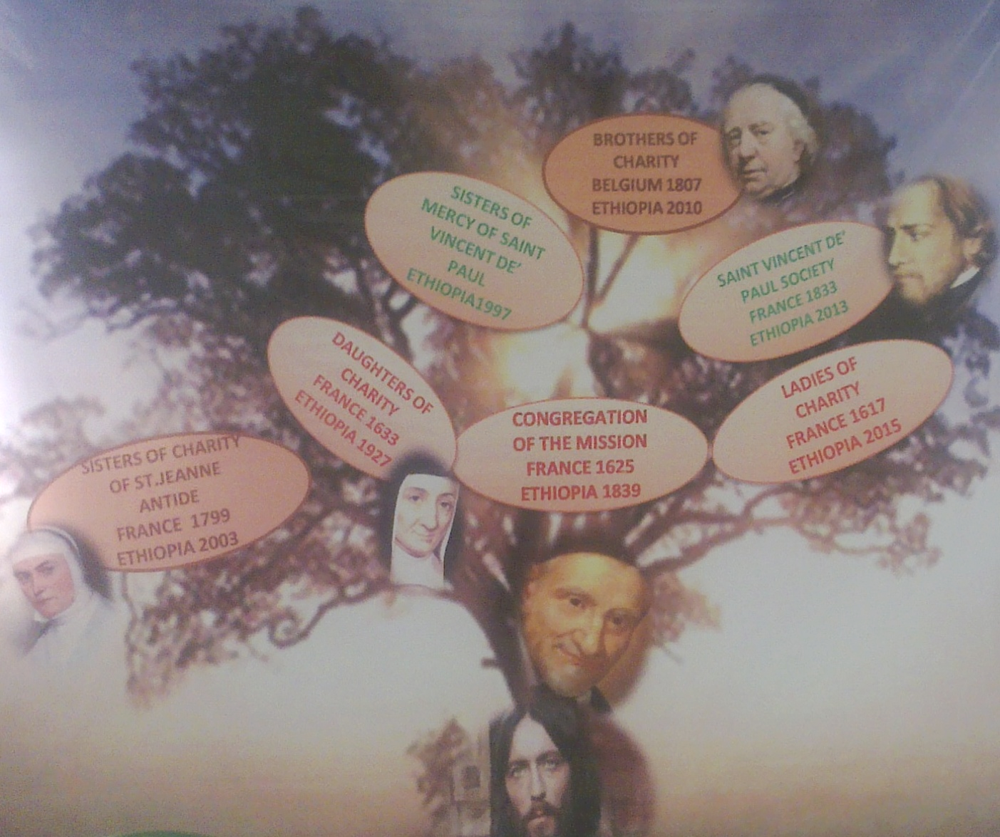 BROTHERS OF
CHARITY
BELGIUM 1807
ETHIOPIA 2010
SISTERS OF
MERCY OF SAINT
VINCENT DE'
PAUL
ETHIOPIA1997
SAINT VINCENT DE'
PAUL SOCIETY
FRANCE 1833
ETHIOPIA 2013
DAUGHTERS OF
CHARITY
FRANCE 1633
ETHIOPIA 1927
CONGREGATION
OF THE MISSION
FRANCE 1625
ETHIOPIA 1839
LADIES OF
CHARITY
FRANCE 1617
ETHIOPIA 2015
SISTERS OF CHARITY
OF ST.JEANNE
ANTIDE
FRANCE 1799
ETHIOPIA 2003